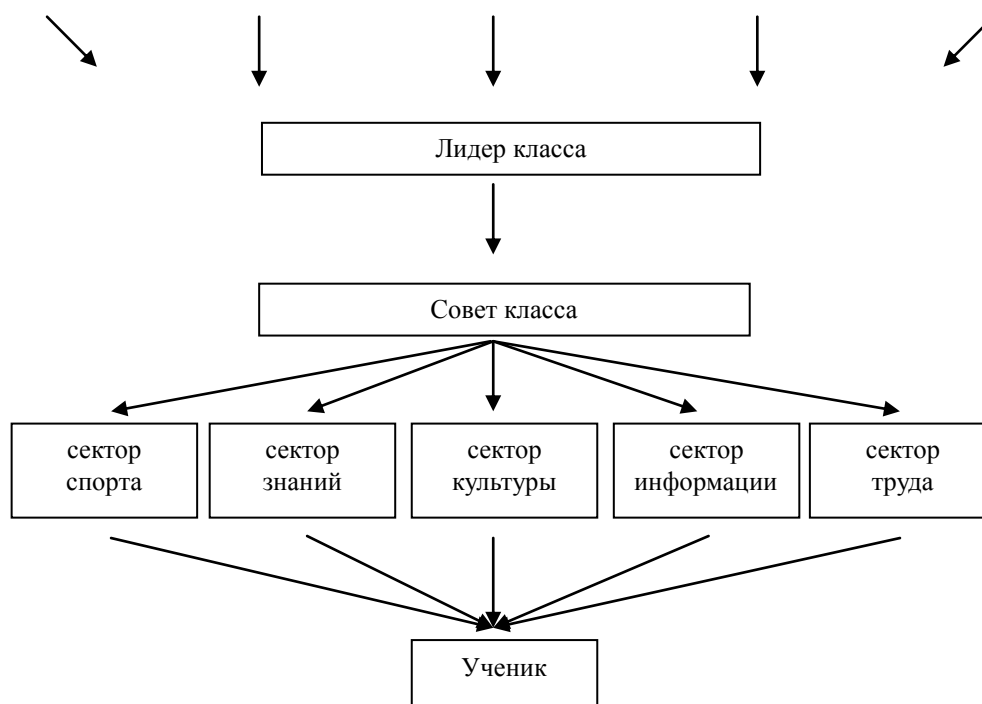 Лидер класса
Совет класса
сектор
спорта
сектор
знаний
сектор
культуры
сектор
информации
сектор
труда
Ученик